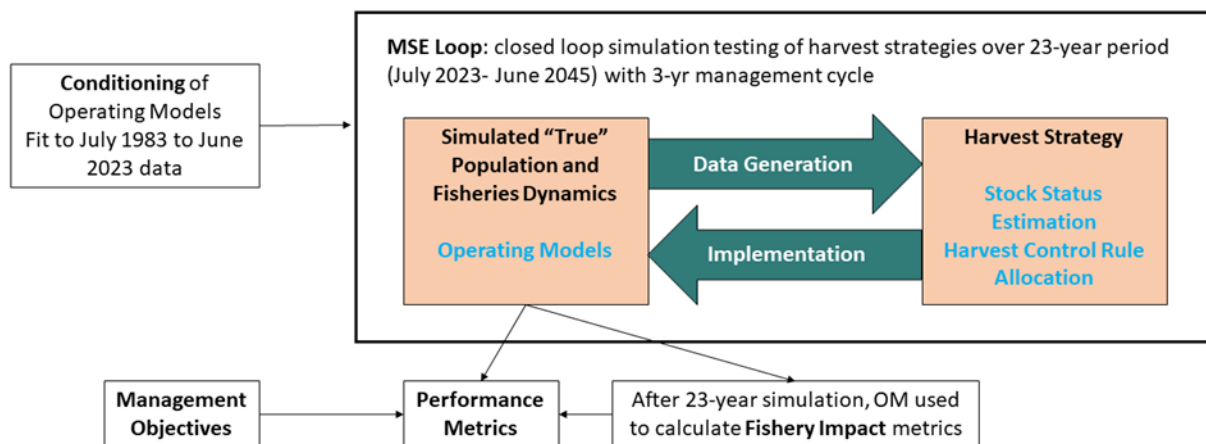 MSE Loop: closed loop simulation testing of harvest strategies over 23-year period
(July 2023- June 2045) with 3-yr management cycle
Conditioning of
Operating Models
Fit to July 1983 to June
2023 data
Simulated “True”
Population and
Fisheries Dynamics
Operating Models
Data Generation
Implementation
Harvest Strategy
Stock Status
Estimation
Harvest Control Rule
Allocation
Management
Objectives
Performance
Metrics
After 23-year simulation, OM used
to calculate Fishery Impact metrics